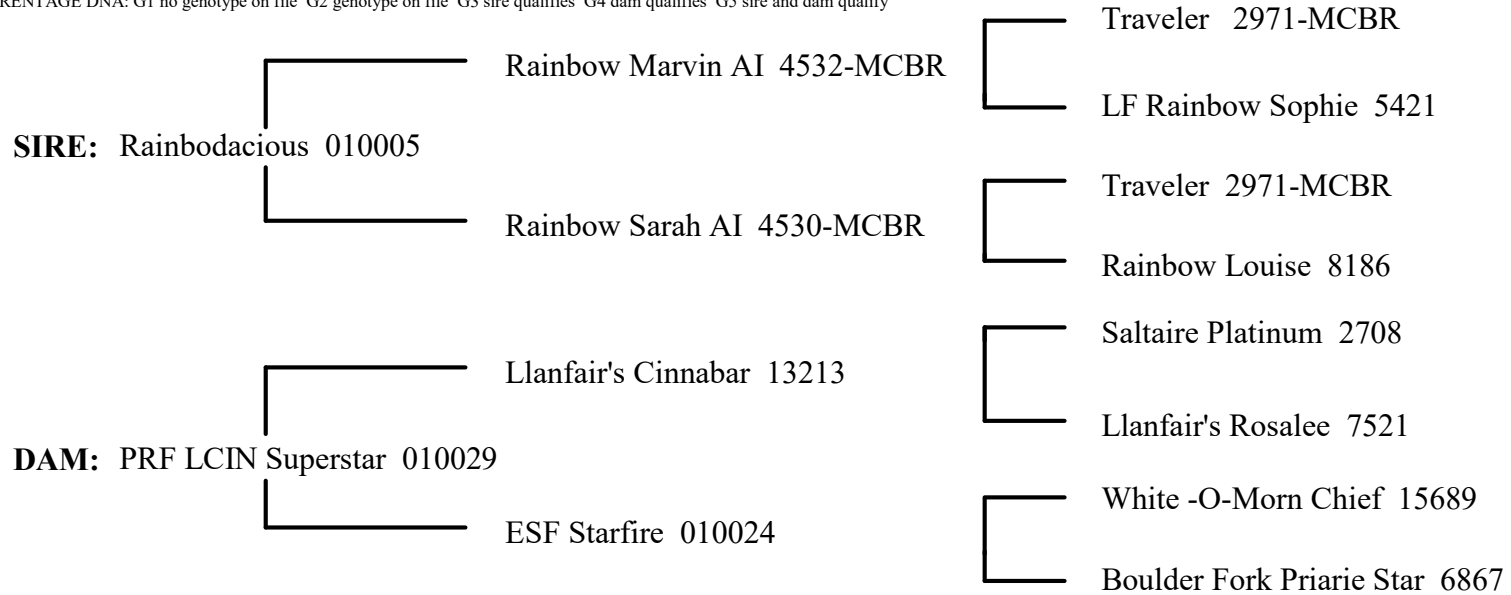 RENTAGE DNA: G1 no genotype on file G2 genotype on file G3 sire qualifies G4 dam qualifies G5 sire and dam qualify
Traveler 2971-MCBR
Rainbow Marvin AI 4532-MCBR
LF Rainbow Sophie 5421
SIRE: Rainbodacious 010005
Traveler 2971-MCBR
Rainbow Sarah AI 4530-MCBR
Rainbow Louise 8186
Saltaire Platinum 2708
Llanfair's Cinnabar 13213
Llanfair's Rosalee 7521
DAM: PRF LCIN Superstar 010029
White -O-Morn Chief 15689
ESF Starfire 010024
Boulder Fork Priarie Star 6867